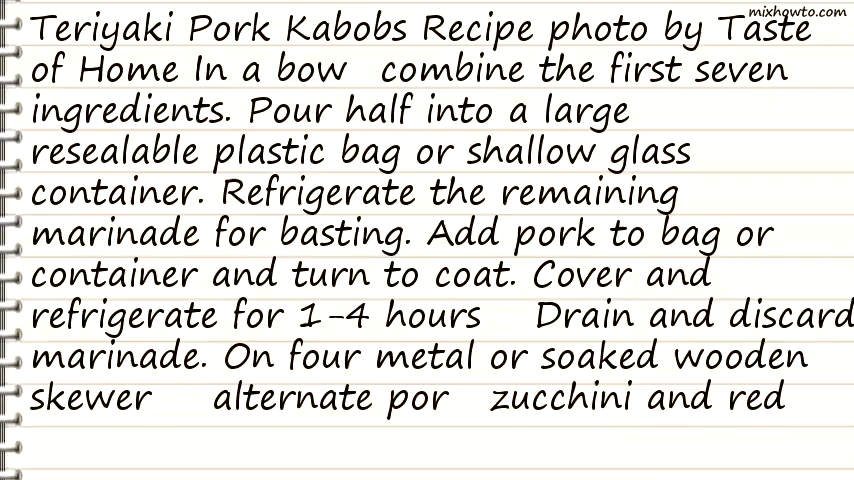 mixhowto.com
Teriyaki Pork Kabobs Recipe photo by Taste
of Home In a bow combine the first seven
ingredients. Pour half into a large
resealable plastic bag or shallow glass
container. Refrigerate the remaining
marinade for basting. Add pork to bag or
container and turn to coat. Cover and
refrigerate for 1-4 hours Drain and discard
marinade. On four metal or soaked wooden
skewer alternate por zucchini and red